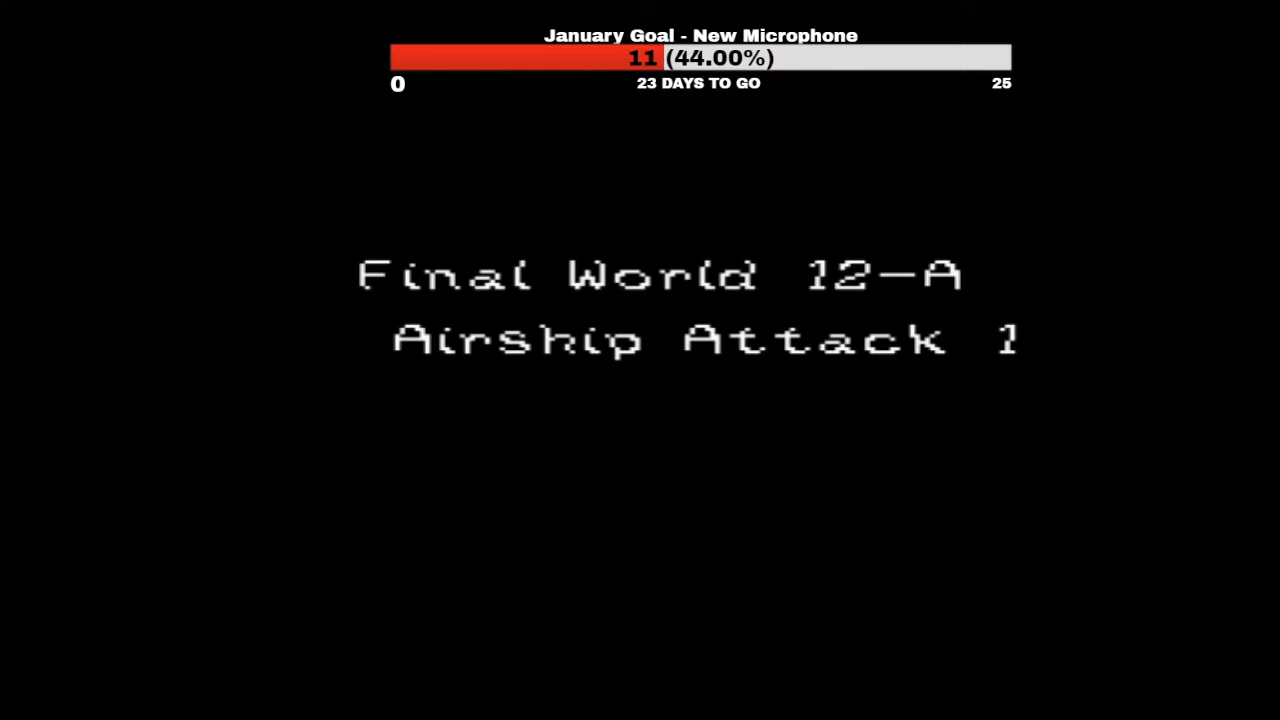 January Goal - New Microphone
11 (44.00%)
0 23 DAYS TO GO 25
Final World 12-A
Airship Attack 1